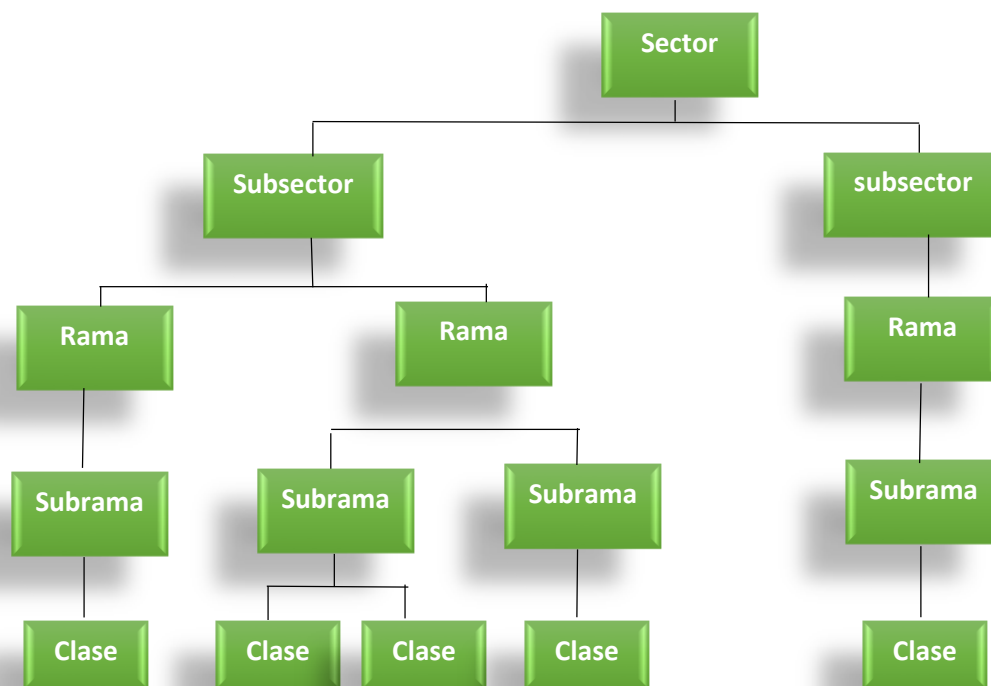 Sector
Subsector
subsector
Rama
Rama
Rama
Subrama
Subrama
Subrama
Subrama
Clase
Clase
Clase
Clase
Clase